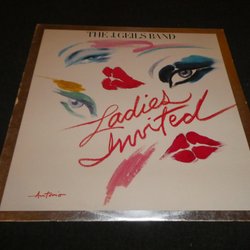 THE J. GEILS BAND
Ladies
Invited
Antonio